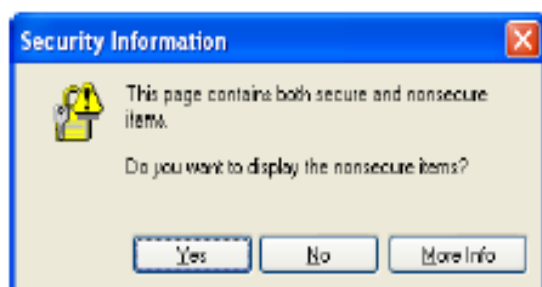 Security Information
This page contains both secure and nonsecure
items.
Do you want to display the nonsecure items?
Yes No More Info